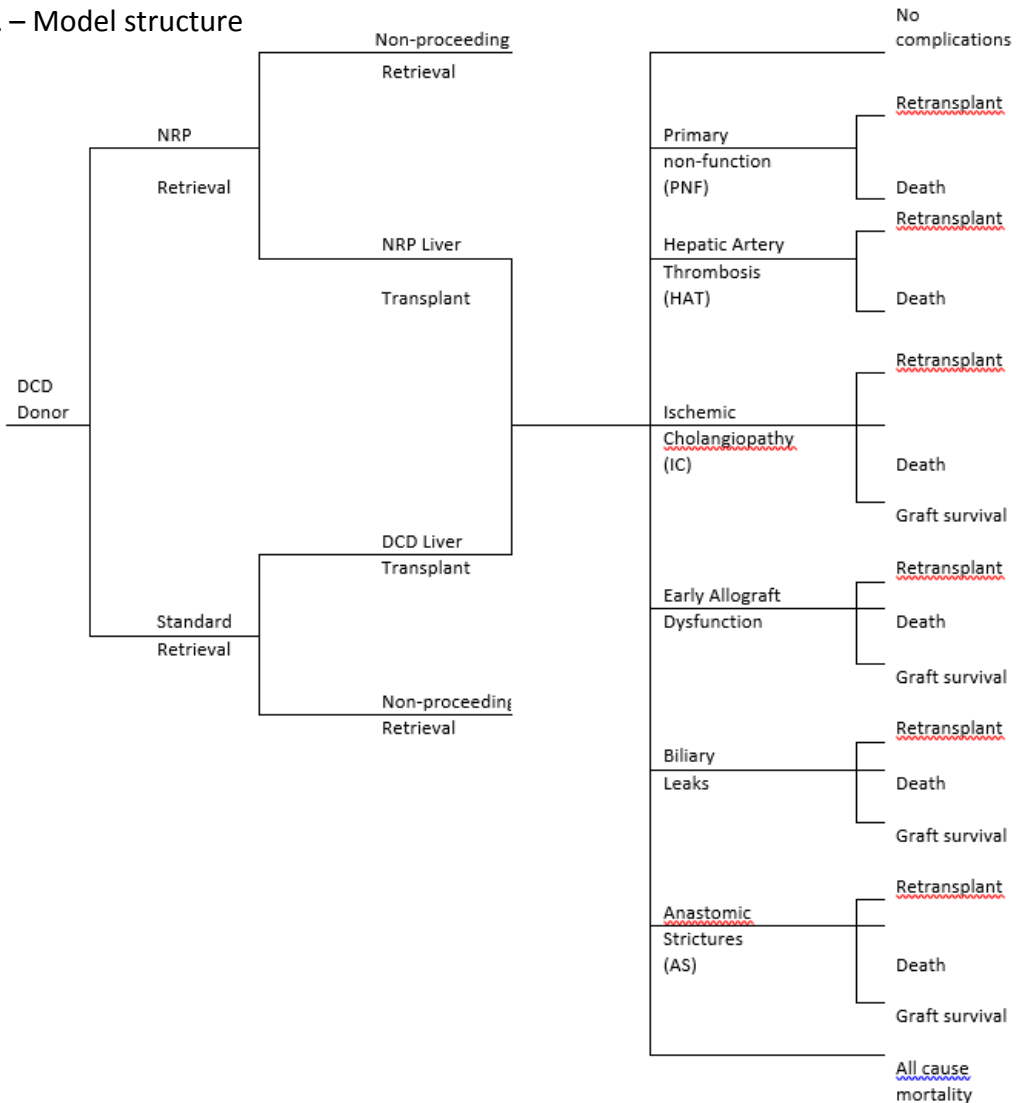 – Model structure
Non-proceeding
Retrieval
NRP
Retrieval
NRP Liver
Transplant
DCD
Donor
DCD Liver
Transplant
Standard
Retrieval
Non-proceeding
Retrieval
No
complications
Primary
non-function
(PNF)
Retransplant
Death
Hepatic Artery
Thrombosis
(HAT)
Retransplant
Death
Ischemic
Cholangiopathy
(IC)
Retransplant
Death
Graft survival
Early Allograft
Dysfunction
Retransplant
Death
Graft survival
Biliary
Leaks
Retransplant
Death
Graft survival
Anastomic
Strictures
(AS)
Retransplant
Death
Graft survival
All cause
mortality